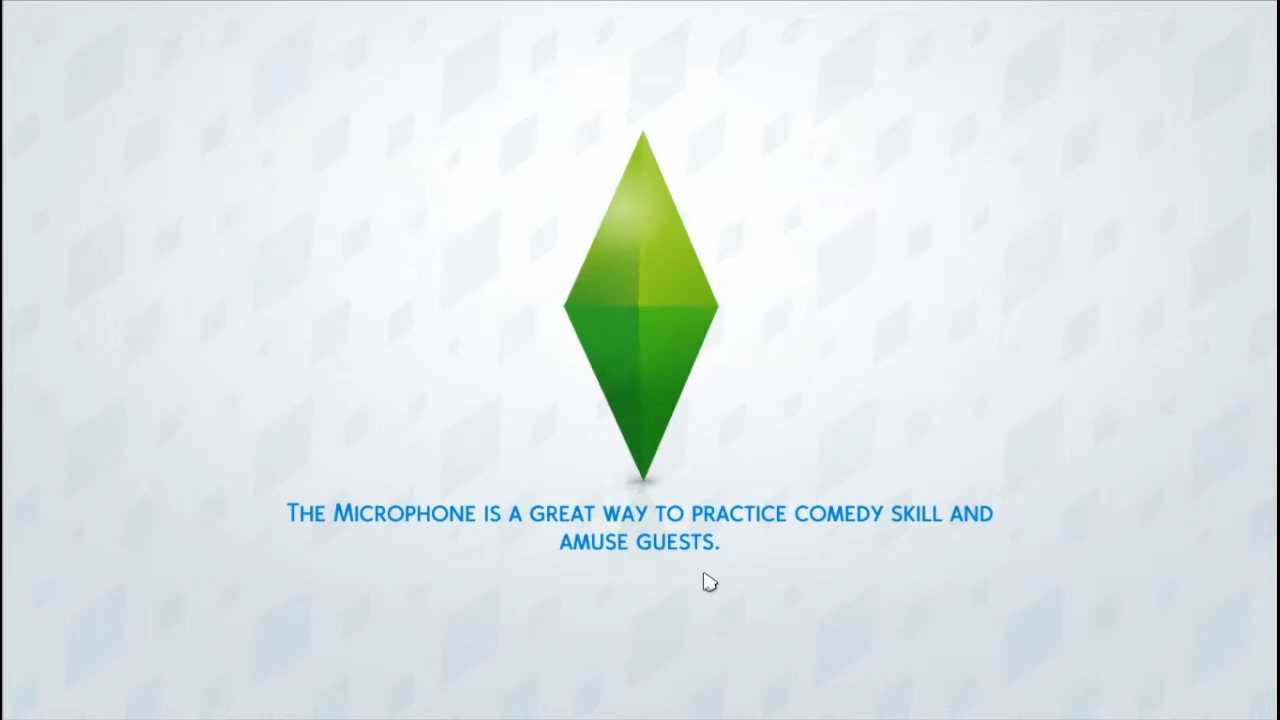 The Microphone is a great way to practice comedy skill and
amuse guests.